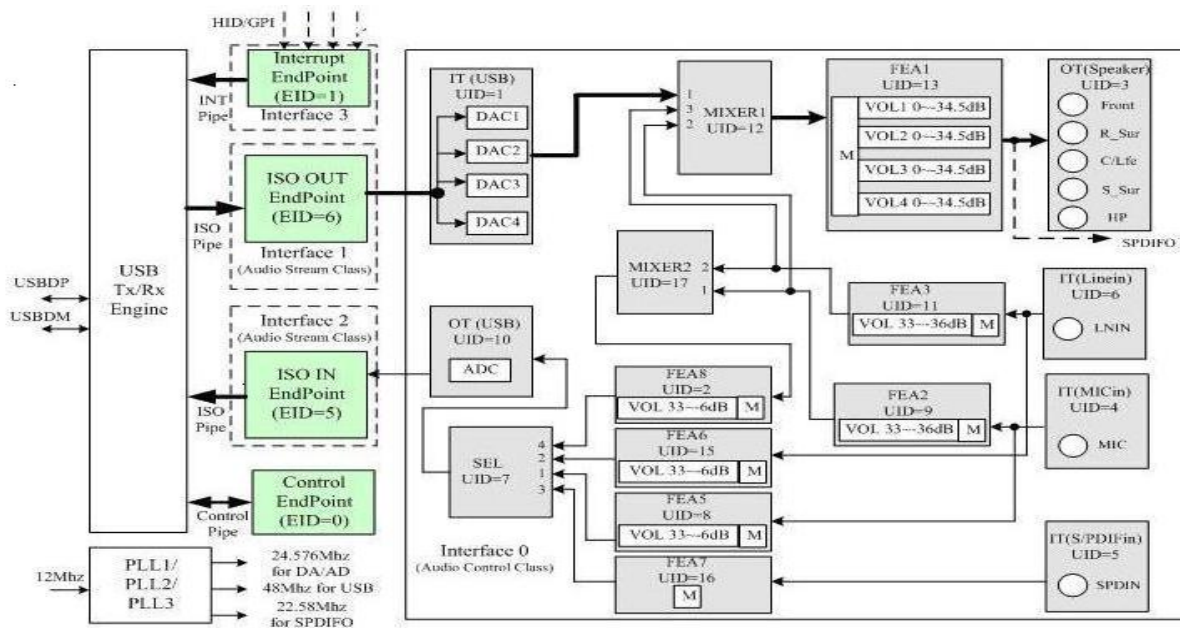 HID/GPI
Interrupt
EndPoint
(EID=1)
INT
Pipe
Interface 3
ISO OUT
EndPoint
(EID=6)
ISO
Pipe
Interface 1
(Audio Stream Class)
USB
Tx/Rx
Engine
USBDP
USBDM
Interface 2
(Audio Stream Class)
ISO IN
EndPoint
(EID=5)
ISO
Pipe
Control
EndPoint
(EID=0)
Control
Pipe
12Mhz
PLL1/
PLL2/
PLL3
24.576Mhz
for DA/AD
48Mhz for USB
22.58Mhz
for SPDIFO
IT (USB)
UID=1
DAC1
DAC2
DAC3
DAC4
1
3
2
MIXER1
UID=12
FEA1
UID=13
M
VOL1 0~-34.5dB
VOL2 0~-34.5dB
VOL3 0~-34.5dB
VOL4 0~-34.5dB
OT(Speaker)
UID=3
Front
R_Sur
C/Lfe
S_Sur
HP
SPDIFO
MIXER2
UID=17
2
1
FEA3
UID=11
VOL 33~-36dB
M
IT(Linein)
UID=6
LNIN
OT (USB)
UID=10
ADC
FEA8
UID=2
VOL 33~-6dB
M
FEA2
UID=9
VOL 33~-36dB
M
IT(MICin)
UID=4
MIC
SEL
UID=7
4
2
1
3
FEA6
UID=15
VOL 33~-6dB
M
FEA5
UID=8
VOL 33~-6dB
M
Interface 0
(Audio Control Class)
FEA7
UID=16
M
IT(S/PDIFin)
UID=5
SPDIN